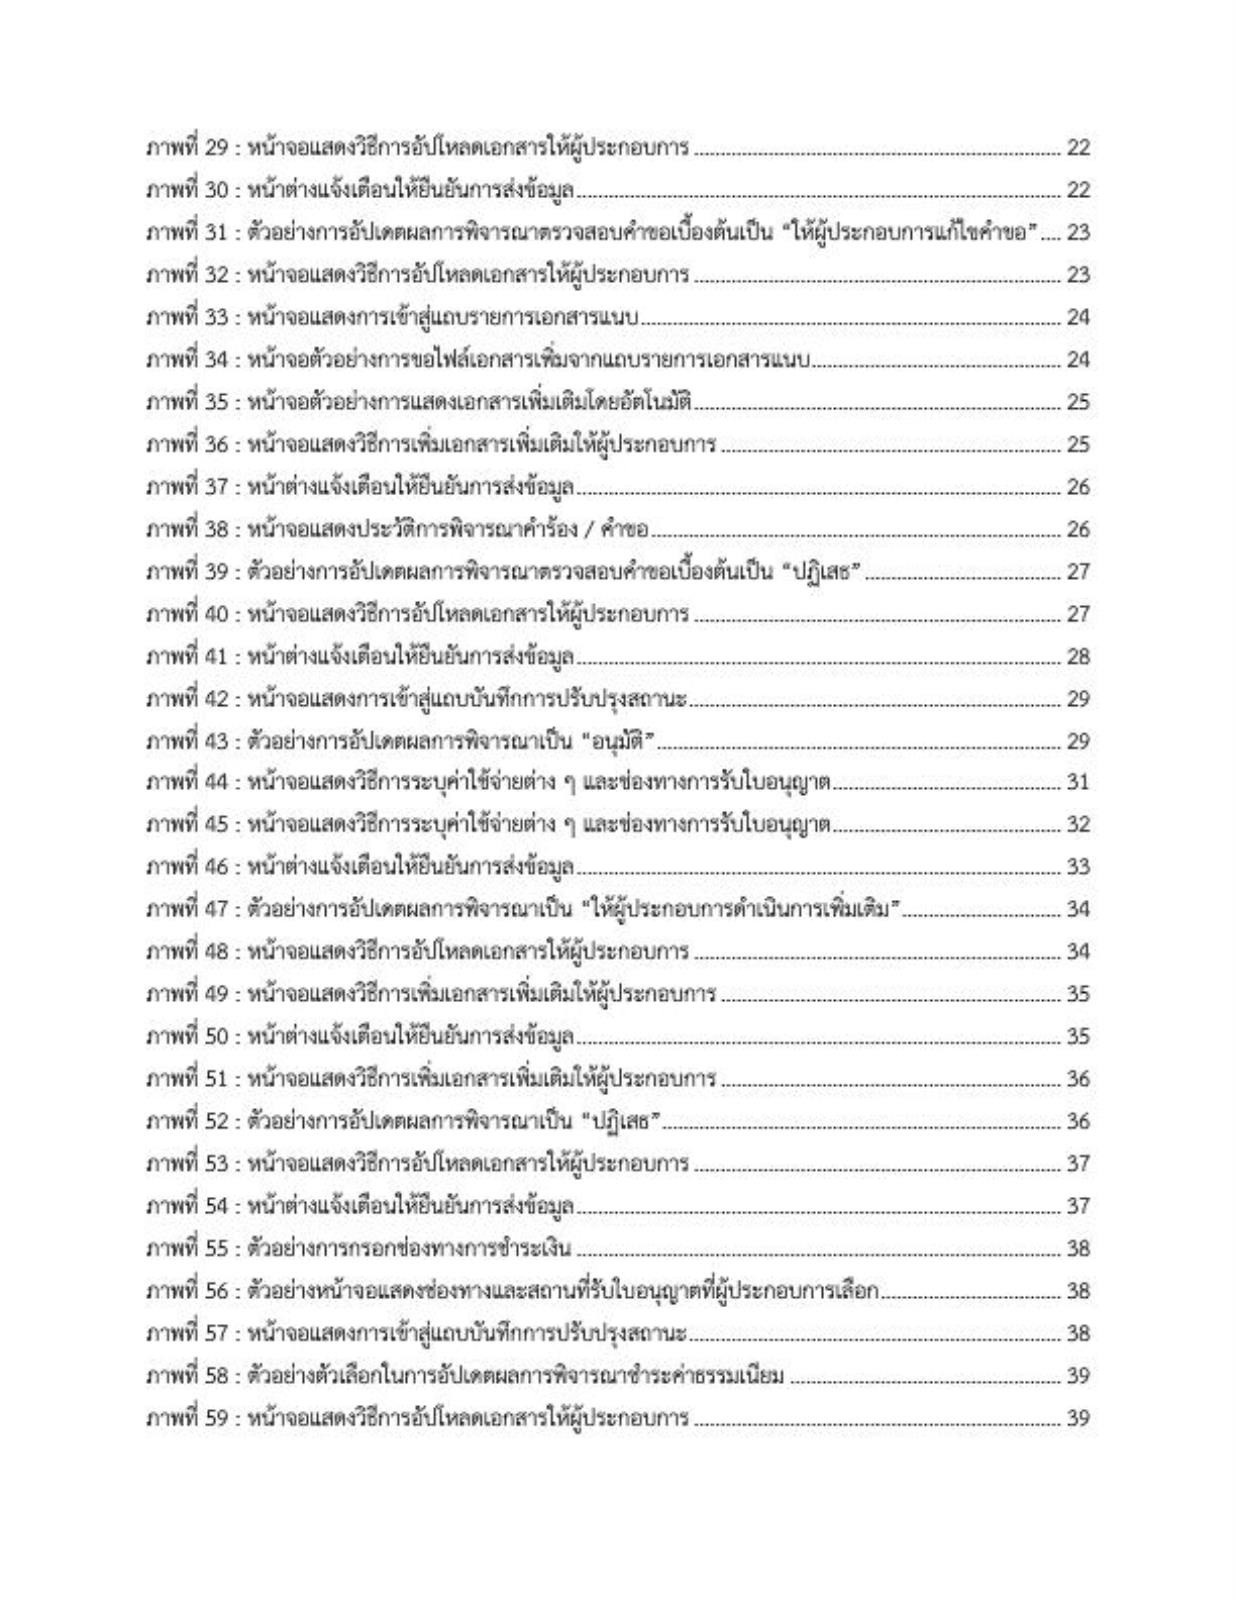 ภาพที่ 29 : หน้าจอแสดงวิธีการอัปโหลดเอกสารให้ผู้ประกอบการ ........ 22
ภาพที่ 30 : หน้าต่างแจ้งเตือนให้ยืนยันการส่งข้อมูล ........ 22
ภาพที่ 31 : ตัวอย่างการอัปเดตผลการพิจารณาตรวจสอบคำขอเบื้องต้นเป็น “ให้ผู้ประกอบการแก้ไขคำขอ” .... 23
ภาพที่ 32 : หน้าจอแสดงวิธีการอัปโหลดเอกสารให้ผู้ประกอบการ ........ 23
ภาพที่ 33 : หน้าจอแสดงการเข้าสู่แถบรายการเอกสารแนบ ........ 24
ภาพที่ 34 : หน้าจอตัวอย่างการขอไฟล์เอกสารเพิ่มจากแถบรายการเอกสารแนบ ........ 24
ภาพที่ 35 : หน้าจอตัวอย่างการแสดงเอกสารเพิ่มเติมโดยอัตโนมัติ ........ 25
ภาพที่ 36 : หน้าจอแสดงวิธีการเพิ่มเอกสารเพิ่มเติมให้ผู้ประกอบการ ........ 25
ภาพที่ 37 : หน้าต่างแจ้งเตือนให้ยืนยันการส่งข้อมูล ........ 26
ภาพที่ 38 : หน้าจอแสดงประวัติการพิจารณาคำร้อง / คำขอ ........ 26
ภาพที่ 39 : ตัวอย่างการอัปเดตผลการพิจารณาตรวจสอบคำขอเบื้องต้นเป็น “ปฏิเสธ” ........ 27
ภาพที่ 40 : หน้าจอแสดงวิธีการอัปโหลดเอกสารให้ผู้ประกอบการ ........ 27
ภาพที่ 41 : หน้าต่างแจ้งเตือนให้ยืนยันการส่งข้อมูล ........ 28
ภาพที่ 42 : หน้าจอแสดงการเข้าสู่แถบบันทึกการปรับปรุงสถานะ ........ 29
ภาพที่ 43 : ตัวอย่างการอัปเดตผลการพิจารณาเป็น “อนุมัติ” ........ 29
ภาพที่ 44 : หน้าจอแสดงวิธีการระบุค่าใช้จ่ายต่าง ๆ และช่องทางการรับใบอนุญาต ........ 31
ภาพที่ 45 : หน้าจอแสดงวิธีการระบุค่าใช้จ่ายต่าง ๆ และช่องทางการรับใบอนุญาต ........ 32
ภาพที่ 46 : หน้าต่างแจ้งเตือนให้ยืนยันการส่งข้อมูล ........ 33
ภาพที่ 47 : ตัวอย่างการอัปเดตผลการพิจารณาเป็น “ให้ผู้ประกอบการดำเนินการเพิ่มเติม” ........ 34
ภาพที่ 48 : หน้าจอแสดงวิธีการอัปโหลดเอกสารให้ผู้ประกอบการ ........ 34
ภาพที่ 49 : หน้าจอแสดงวิธีการเพิ่มเอกสารเพิ่มเติมให้ผู้ประกอบการ ........ 35
ภาพที่ 50 : หน้าต่างแจ้งเตือนให้ยืนยันการส่งข้อมูล ........ 35
ภาพที่ 51 : หน้าจอแสดงวิธีการเพิ่มเอกสารเพิ่มเติมให้ผู้ประกอบการ ........ 36
ภาพที่ 52 : ตัวอย่างการอัปเดตผลการพิจารณาเป็น “ปฏิเสธ” ........ 36
ภาพที่ 53 : หน้าจอแสดงวิธีการอัปโหลดเอกสารให้ผู้ประกอบการ ........ 37
ภาพที่ 54 : หน้าต่างแจ้งเตือนให้ยืนยันการส่งข้อมูล ........ 37
ภาพที่ 55 : ตัวอย่างการกรอกช่องทางการชำระเงิน ........ 38
ภาพที่ 56 : ตัวอย่างหน้าจอแสดงช่องทางและสถานที่รับใบอนุญาตที่ผู้ประกอบการเลือก ........ 38
ภาพที่ 57 : หน้าจอแสดงการเข้าสู่แถบบันทึกการปรับปรุงสถานะ ........ 38
ภาพที่ 58 : ตัวอย่างตัวเลือกในการอัปเดตผลการพิจารณาชำระค่าธรรมเนียม ........ 39
ภาพที่ 59 : หน้าจอแสดงวิธีการอัปโหลดเอกสารให้ผู้ประกอบการ ........ 39